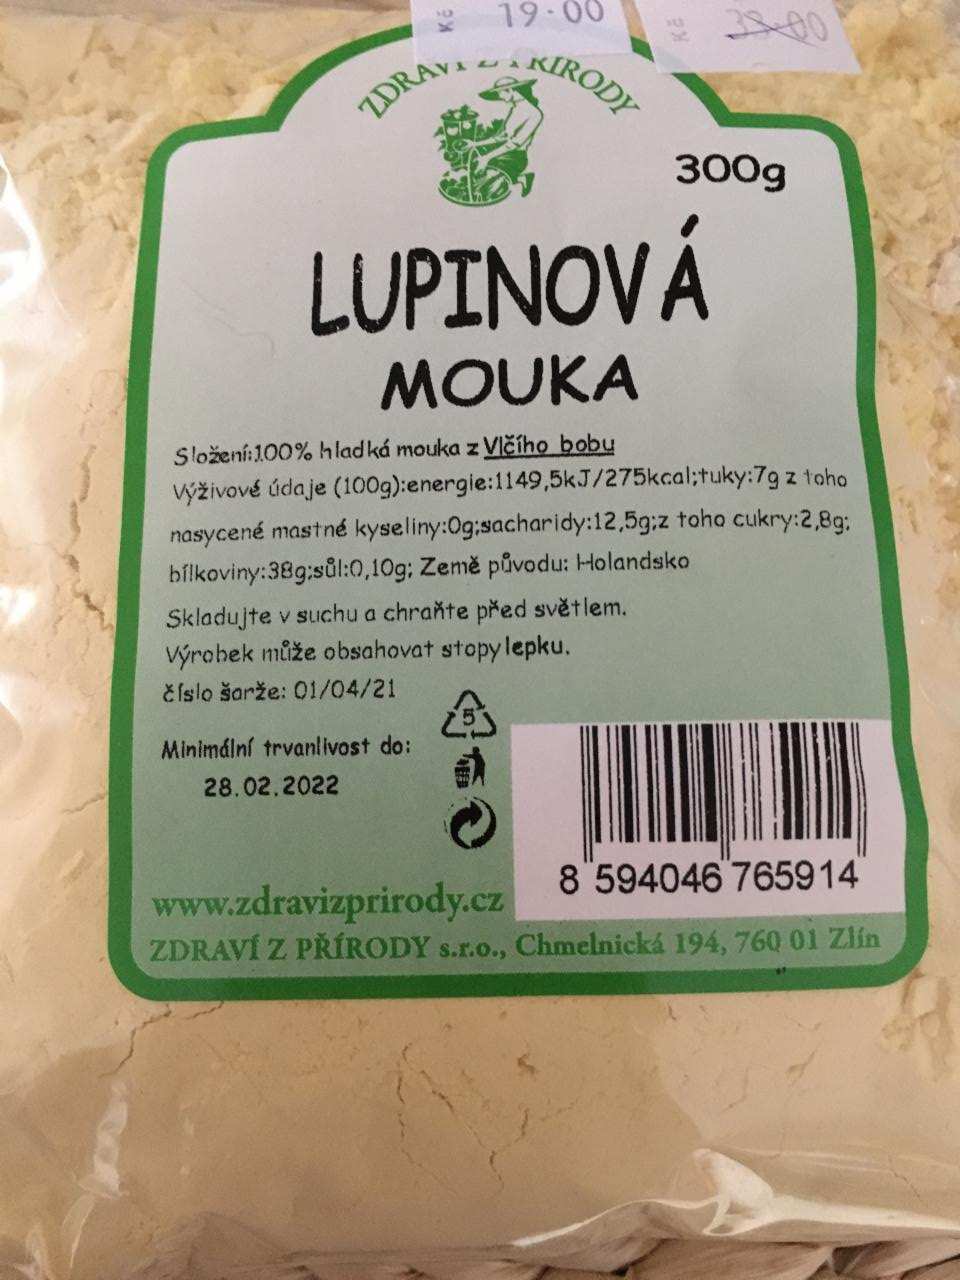 Kč 19.00
Kč
ZDRAVÍ Z PŘÍRODY
300g
LUPINOVÁ
MOUKA
Složení:100% hladká mouka z Vlčího bobu
Výživové údaje (100g):energie:1149,5kJ/275kcal;tuky:7g z toho
nasycené mastné kyseliny:0g;sacharidy:12,5g;z toho cukry:2,8g;
bílkoviny:38g;sůl:0,10g; Země původu: Holandsko
Skladujte v suchu a chraňte před světlem.
Výrobek může obsahovat stopy lepku.
číslo šarže: 01/04/21
Minimální trvanlivost do:
28.02.2022
5
8 594046 765914
www.zdravizprirody.cz
ZDRAVÍ Z PŘÍRODY s.r.o., Chmelnická 194, 760 01 Zlín